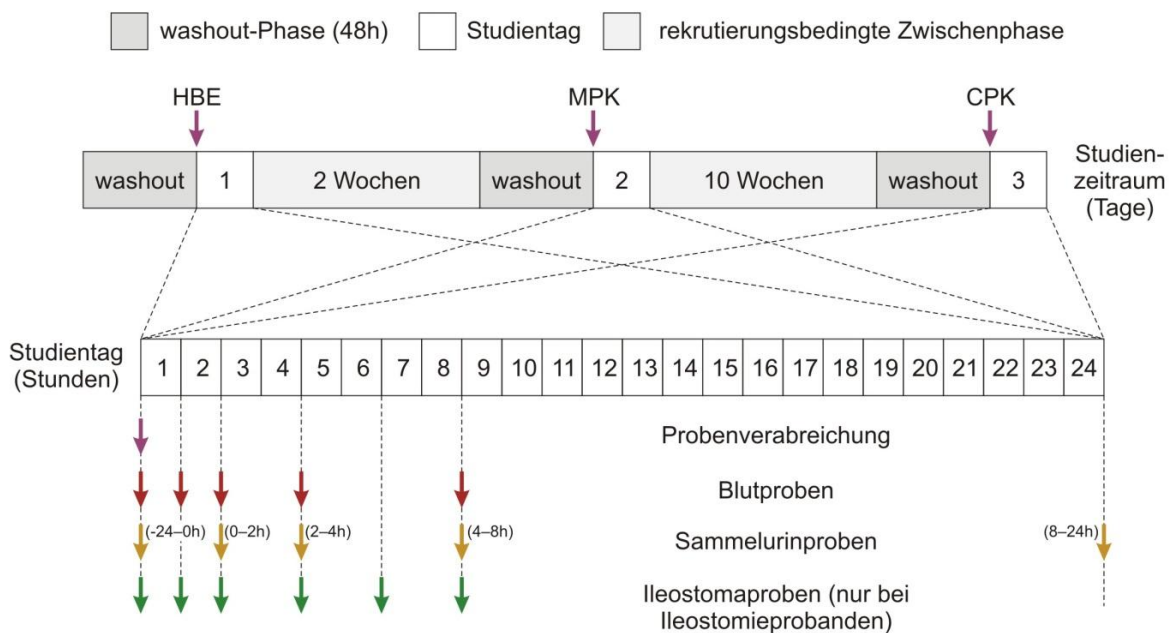 washout-Phase (48h) Studientag rekrutierungsbedingte Zwischenphase
HBE MPK CPK
washout 1 2 Wochen washout 2 10 Wochen washout 3
Studien-
zeitraum
(Tage)
Studientag
(Stunden)
1 2 3 4 5 6 7 8 9 10 11 12 13 14 15 16 17 18 19 20 21 22 23 24
Probenverabreichung
Blutproben
(-24–0h) (0–2h) (2–4h) (4–8h) Sammelurinproben (8–24h)
Ileostomaproben (nur bei
Ileostomieprobanden)